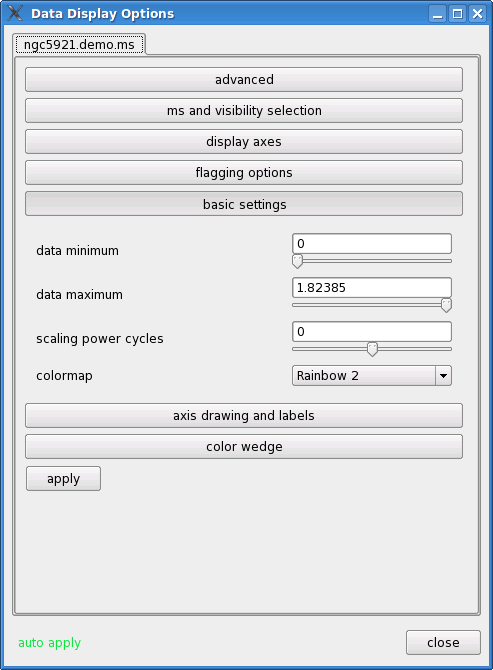 Data Display Options
ngc5921.demo.ms
advanced
ms and visibility selection
display axes
flagging options
basic settings
data minimum
0
data maximum
1.82385
scaling power cycles
0
colormap
Rainbow 2
axis drawing and labels
color wedge
apply
auto apply
close